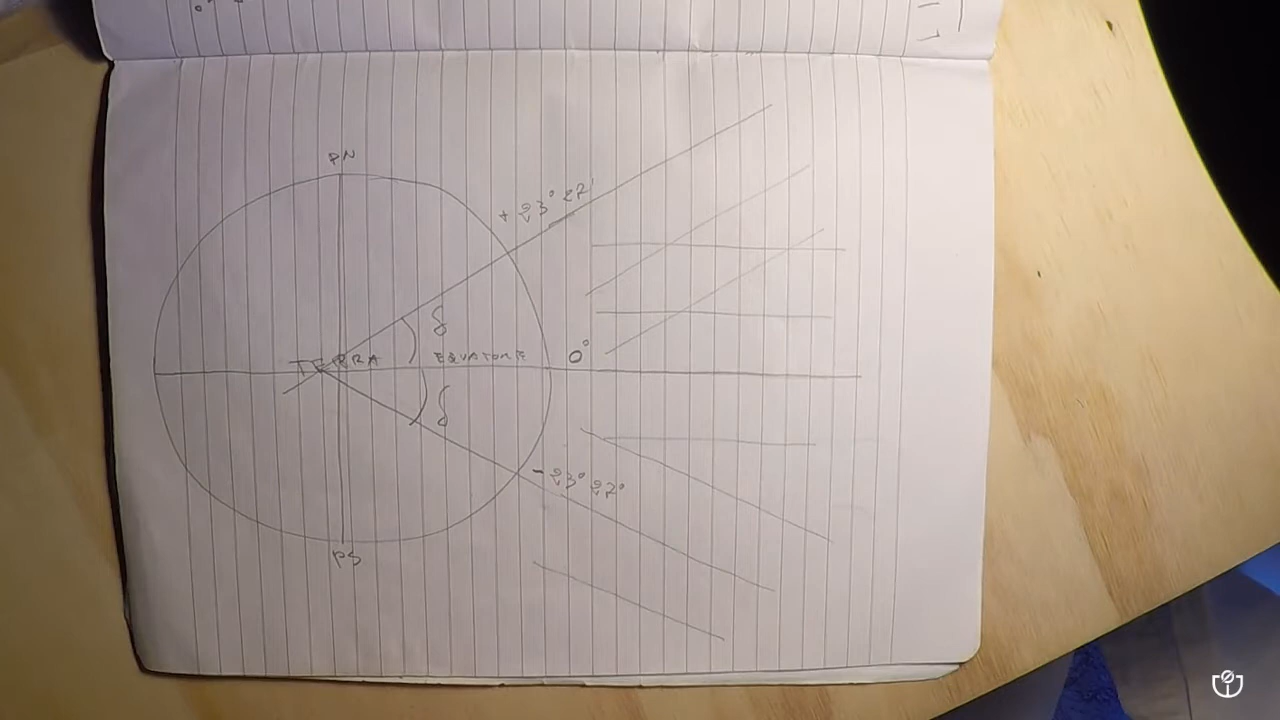 PN
+ 23° 27'
δ
TERRA
EQUATORE
0°
δ
- 23° 27°
PS